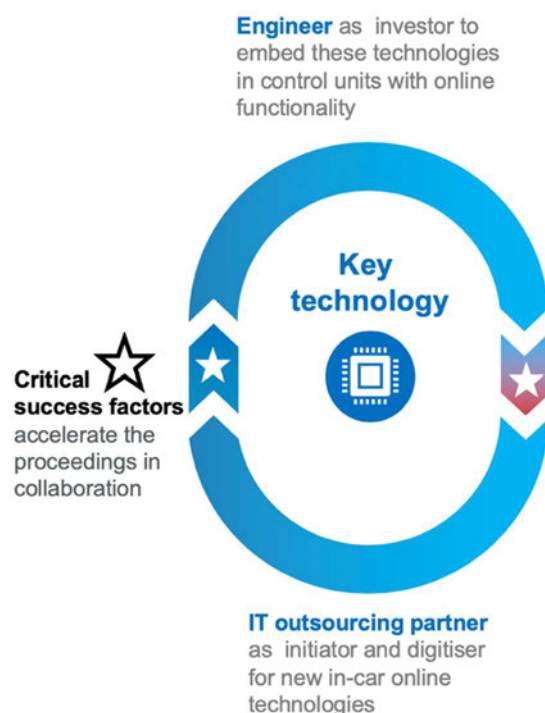 Engineer as investor to
embed these technologies
in control units with online
functionality
Key
technology
Critical
success factors
accelerate the
proceedings in
collaboration
IT outsourcing partner
as initiator and digitiser
for new in-car online
technologies